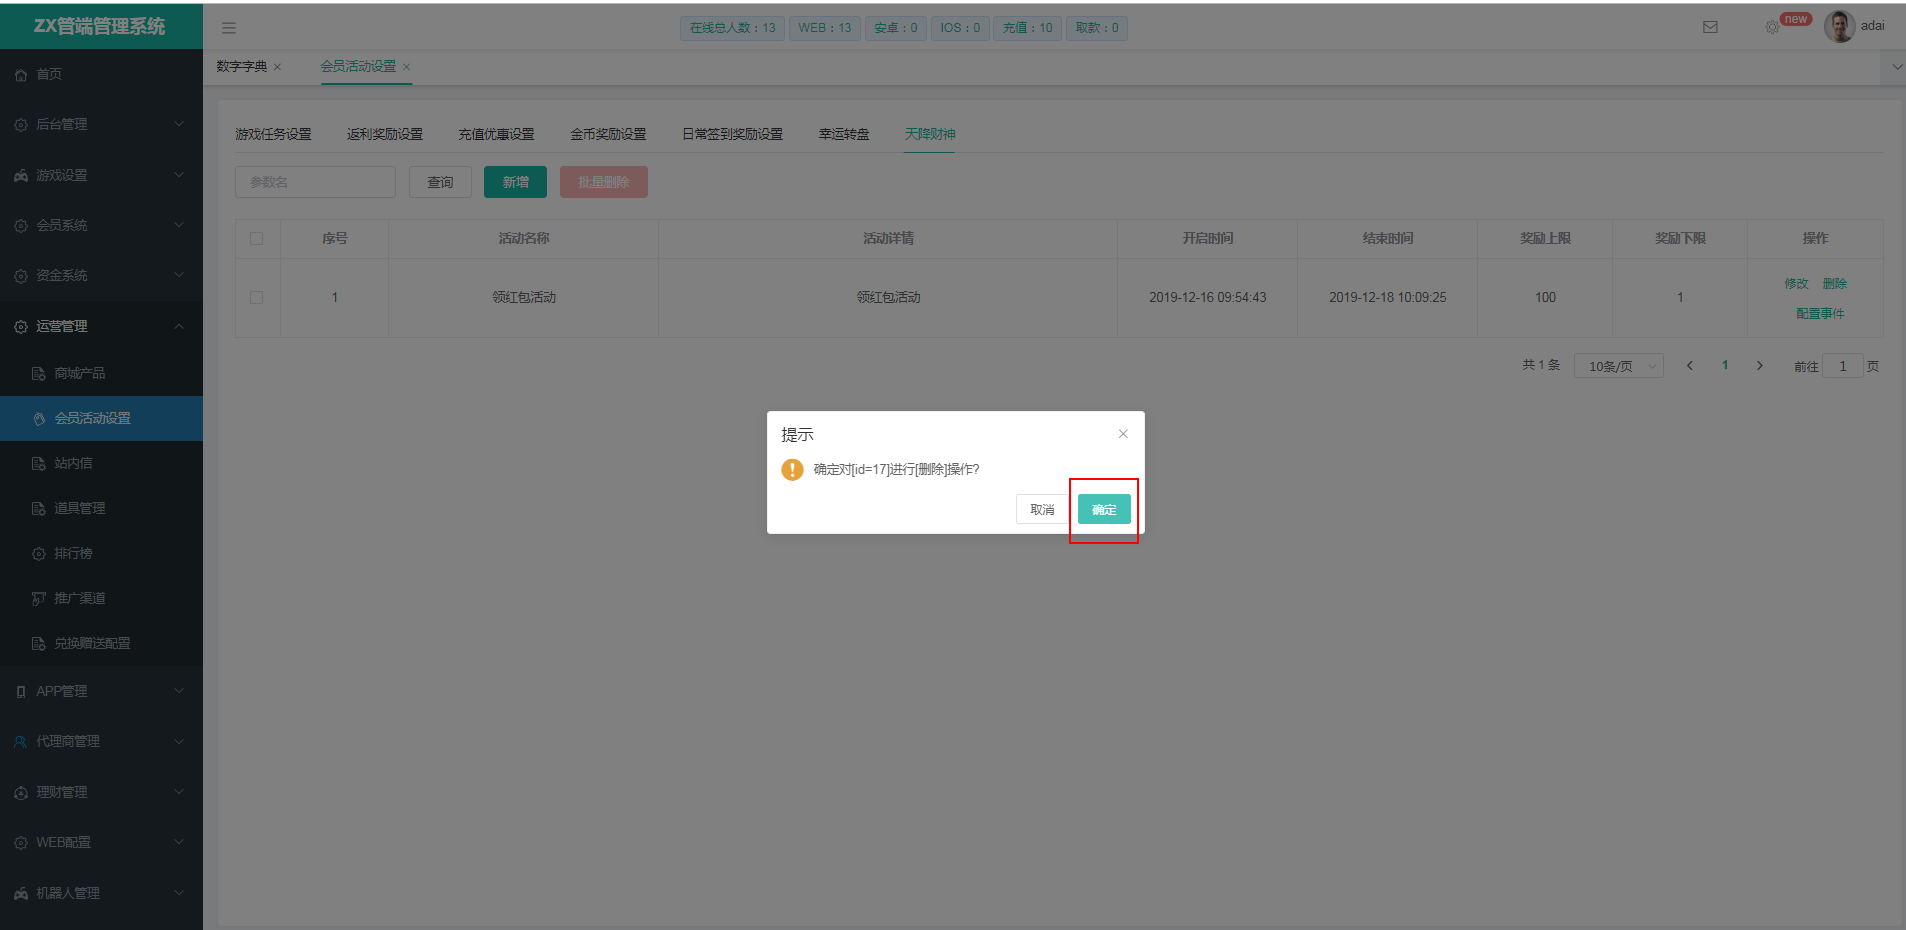 ZX管端管理系统
在线总人数：13
WEB：13
安卓：0
IOS：0
充值：10
取款：0
new
adai
数字字典
会员活动设置
首页
后台管理
游戏设置
会员系统
资金系统
运营管理
商城产品
会员活动设置
站内信
道具管理
排行榜
推广渠道
兑换赠送配置
APP管理
代理商管理
理财管理
WEB配置
机器人管理
游戏任务设置
返利奖励设置
充值优惠设置
金币奖励设置
日常签到奖励设置
幸运转盘
天降财神
参数名
查询
新增
批量删除
序号
活动名称
活动详情
开启时间
结束时间
奖励上限
奖励下限
操作
1
领红包活动
领红包活动
2019-12-16 09:54:43
2019-12-18 10:09:25
100
1
修改
删除
配置事件
共 1 条
10条/页
1
前往
1
页
提示
确定对[id=17]进行[删除]操作?
取消
确定